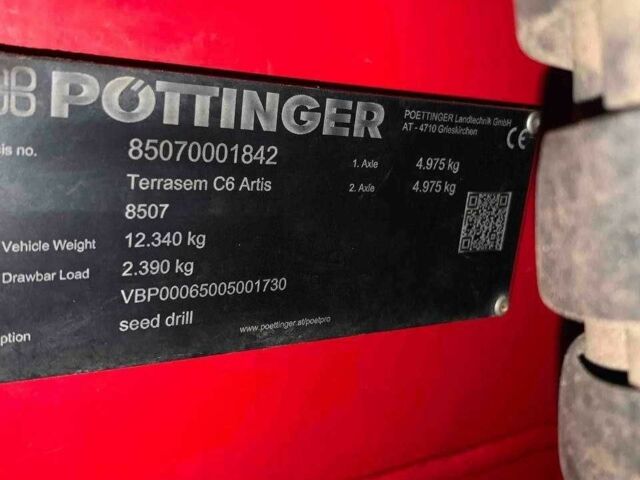 PÖTTINGER
POETTINGER Landtechnik GmbH
AT - 4710 Grieskirchen
CE
is no. 85070001842 1. Axle 4.975 kg
Terrasem C6 Artis 2. Axle 4.975 kg
8507
Vehicle Weight 12.340 kg
Drawbar Load 2.390 kg
VBP00065005001730
ption seed drill
www.poettinger.at/poetpro